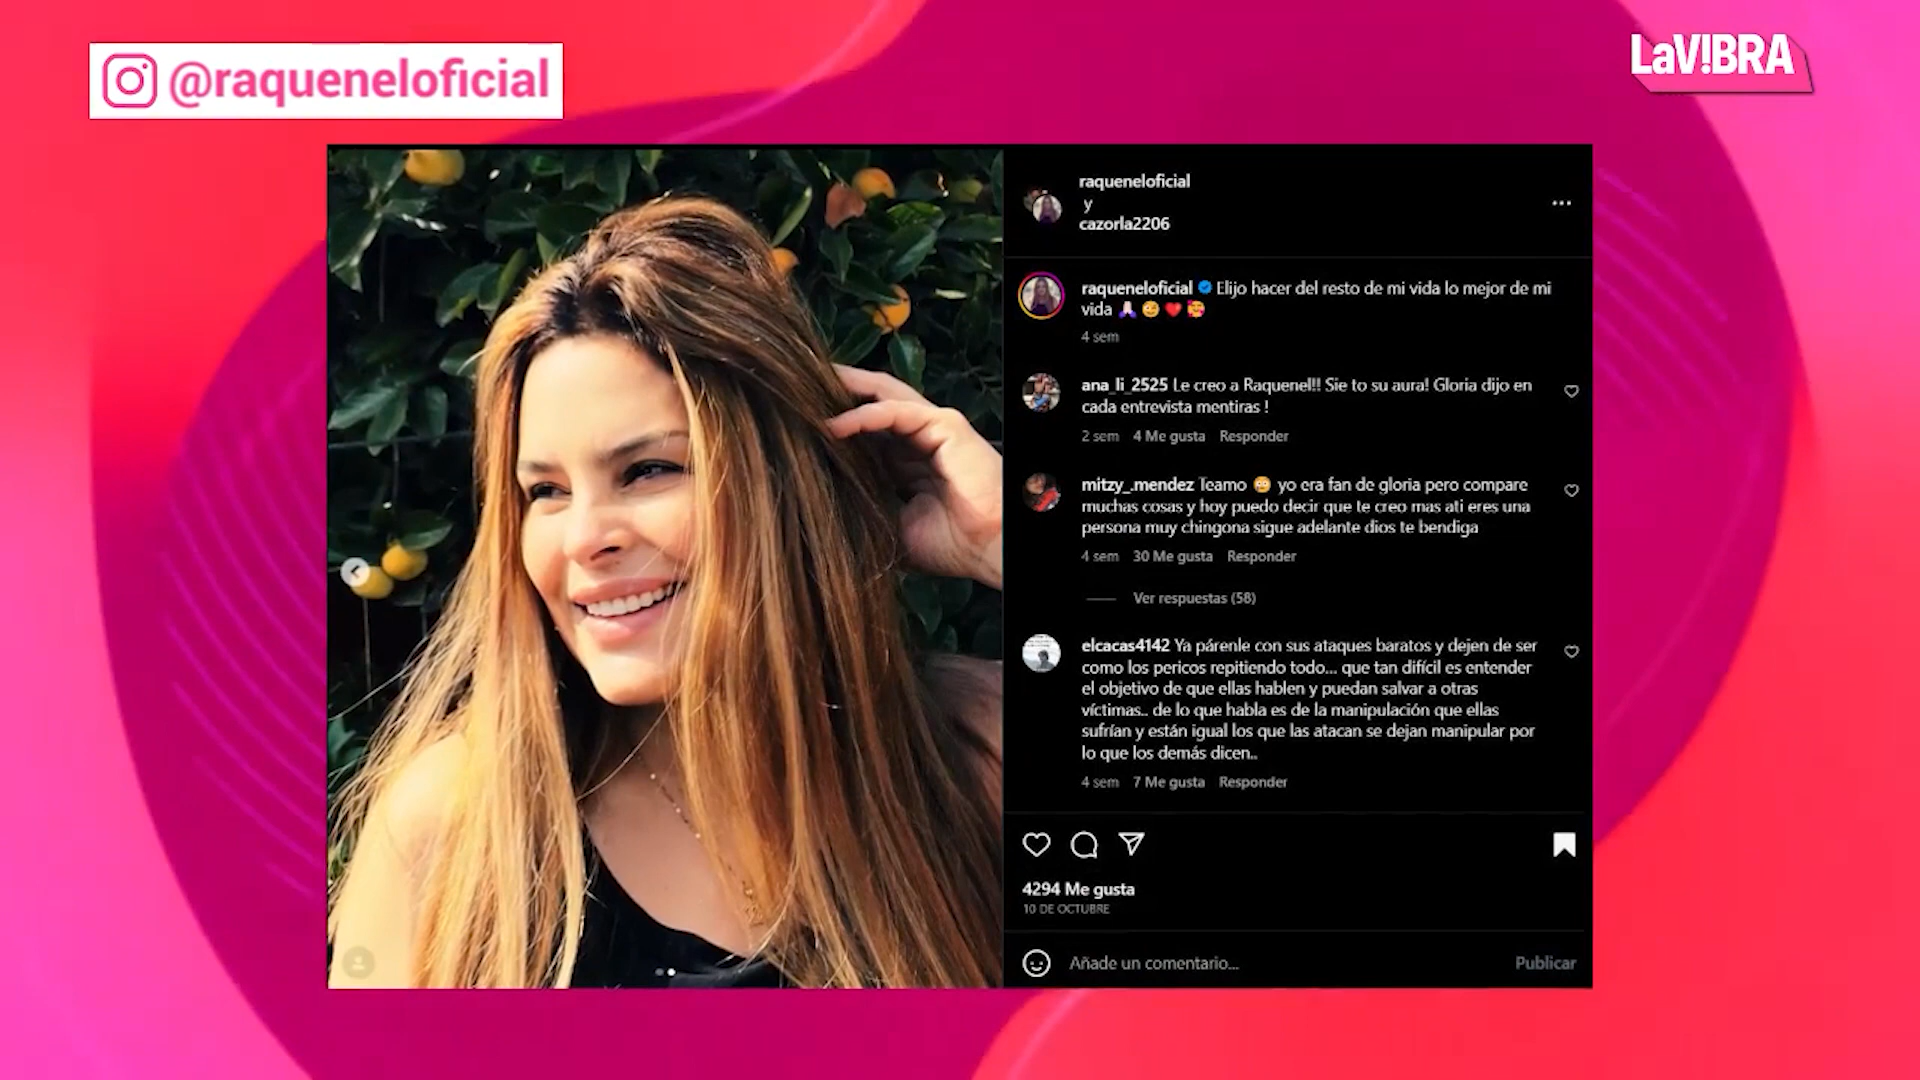 @raqueneloficial
LaV!BRA
raqueneloficial
y
cazorla2206
raqueneloficial Elijo hacer del resto de mi vida lo mejor de mi
vida
4 sem
ana_li_2525 Le creo a Raquenel!! Sie to su aura! Gloria dijo en
cada entrevista mentiras !
2 sem 4 Me gusta Responder
mitzy_.mendez Teamo yo era fan de gloria pero compare
muchas cosas y hoy puedo decir que te creo mas ati eres una
persona muy chingona sigue adelante dios te bendiga
4 sem 30 Me gusta Responder
Ver respuestas (58)
elcacas4142 Ya párenle con sus ataques baratos y dejen de ser
como los pericos repitiendo todo... que tan difícil es entender
el objetivo de que ellas hablen y puedan salvar a otras
víctimas.. de lo que habla es de la manipulación que ellas
sufrían y están igual los que las atacan se dejan manipular por
lo que los demás dicen..
4 sem 7 Me gusta Responder
4294 Me gusta
10 DE OCTUBRE
Añade un comentario...
Publicar